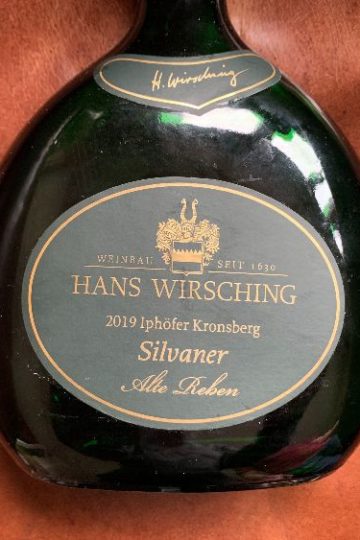 H. Wirsching
WEINBAU SEIT 1630
HANS WIRSCHING
2019 Iphöfer Kronsberg
Silvaner
Alte Reben